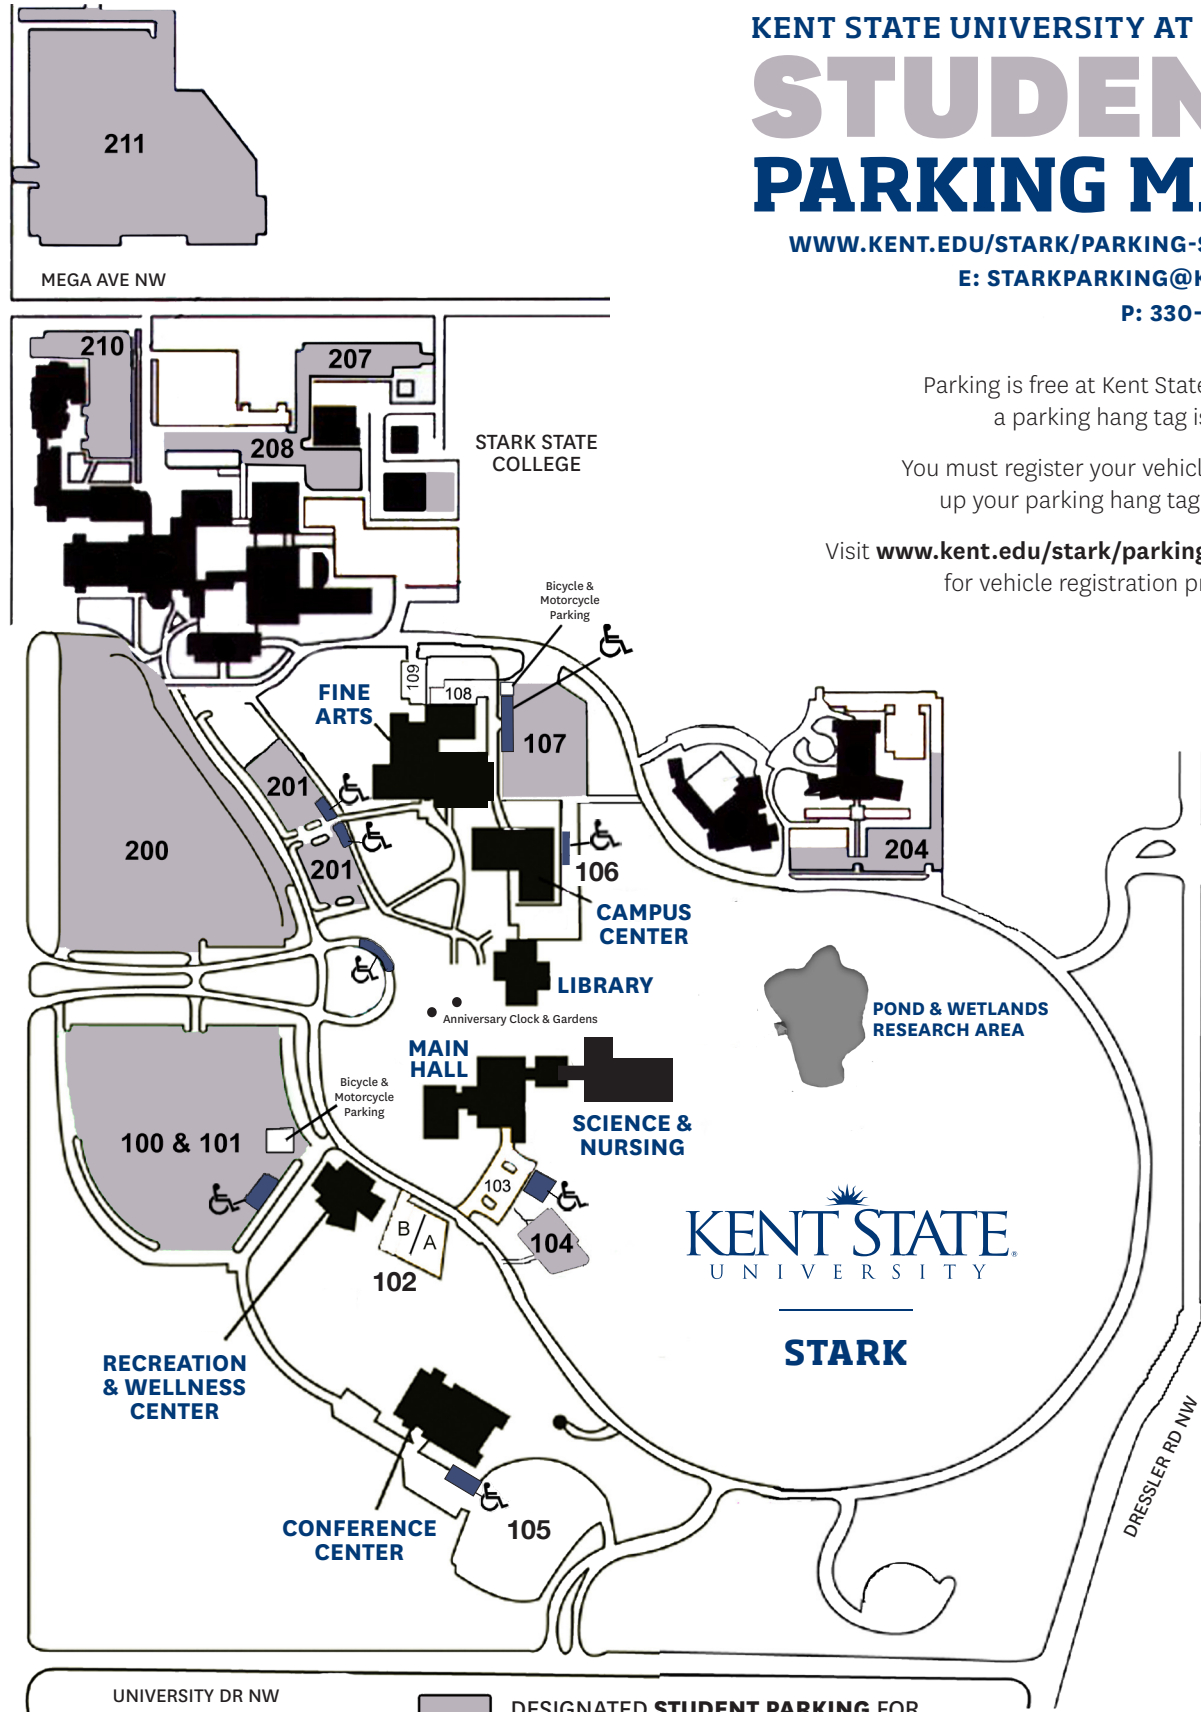 KENT STATE UNIVERSITY AT
STUDEN
PARKING M
WWW.KENT.EDU/STARK/PARKING-
E: STARKPARKING@K
P: 330-
Parking is free at Kent State
a parking hang tag is
You must register your vehicl
up your parking hang tag
Visit www.kent.edu/stark/parking
for vehicle registration pr
211
MEGA AVE NW
210
207
208
STARK STATE
COLLEGE
Bicycle &
Motorcycle
Parking
109
108
FINE
ARTS
107
201
200
201
106
204
CAMPUS
CENTER
LIBRARY
POND & WETLANDS
RESEARCH AREA
Anniversary Clock & Gardens
MAIN
HALL
SCIENCE &
NURSING
Bicycle &
Motorcycle
Parking
100 & 101
103
B / A
102
104
KENT STATE
UNIVERSITY
STARK
RECREATION
& WELLNESS
CENTER
CONFERENCE
CENTER
105
DRESSLER RD NW
UNIVERSITY DR NW
DESIGNATED STUDENT PARKING FOR